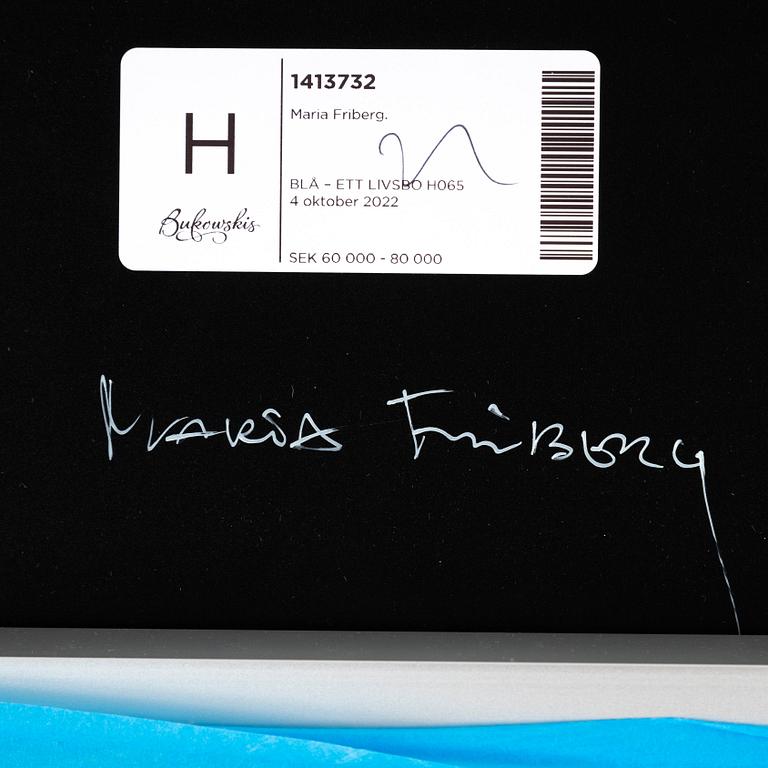 H
Bukowskis
1413732
Maria Friberg.
BLÅ – ETT LIVSBO H065
4 oktober 2022
SEK 60 000 - 80 000
MARIA FRIBERG